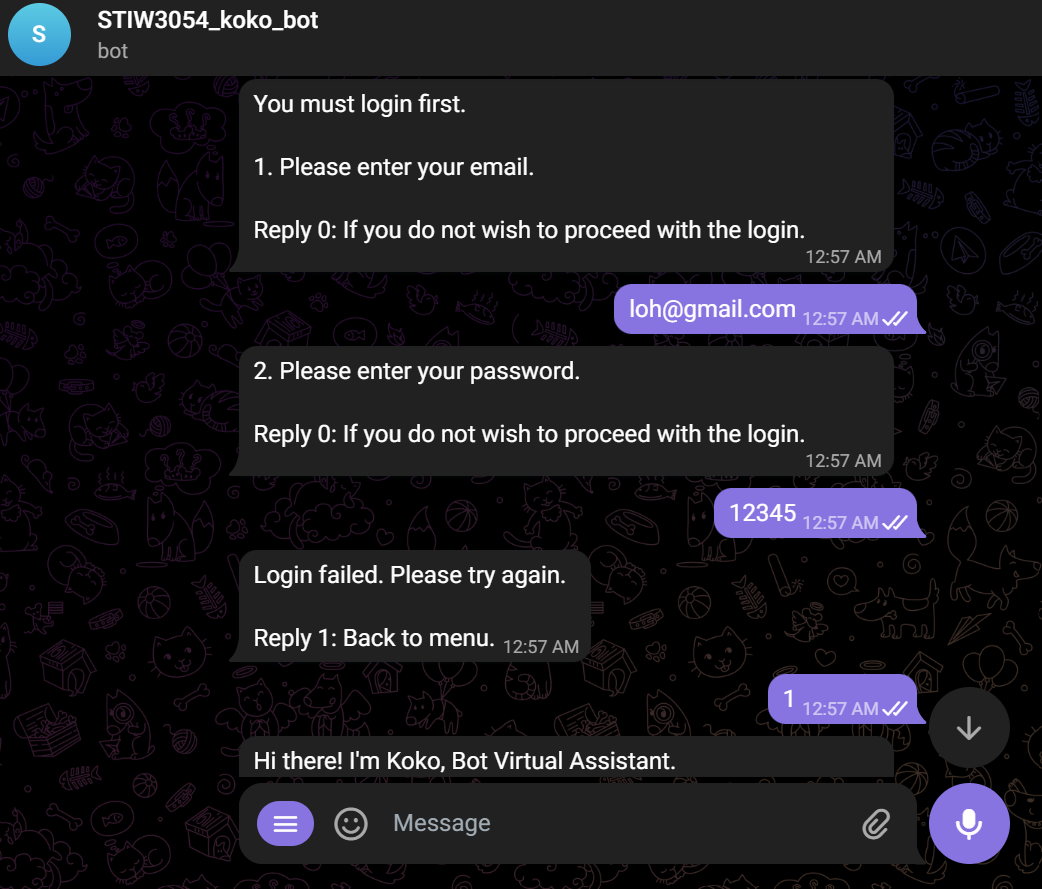 S
STIW3054_koko_bot
bot
You must login first.
1. Please enter your email.
Reply 0: If you do not wish to proceed with the login.
12:57 AM
loh@gmail.com 12:57 AM
2. Please enter your password.
Reply 0: If you do not wish to proceed with the login.
12:57 AM
12345 12:57 AM
Login failed. Please try again.
Reply 1: Back to menu. 12:57 AM
1 12:57 AM
Hi there! I'm Koko, Bot Virtual Assistant.
Message